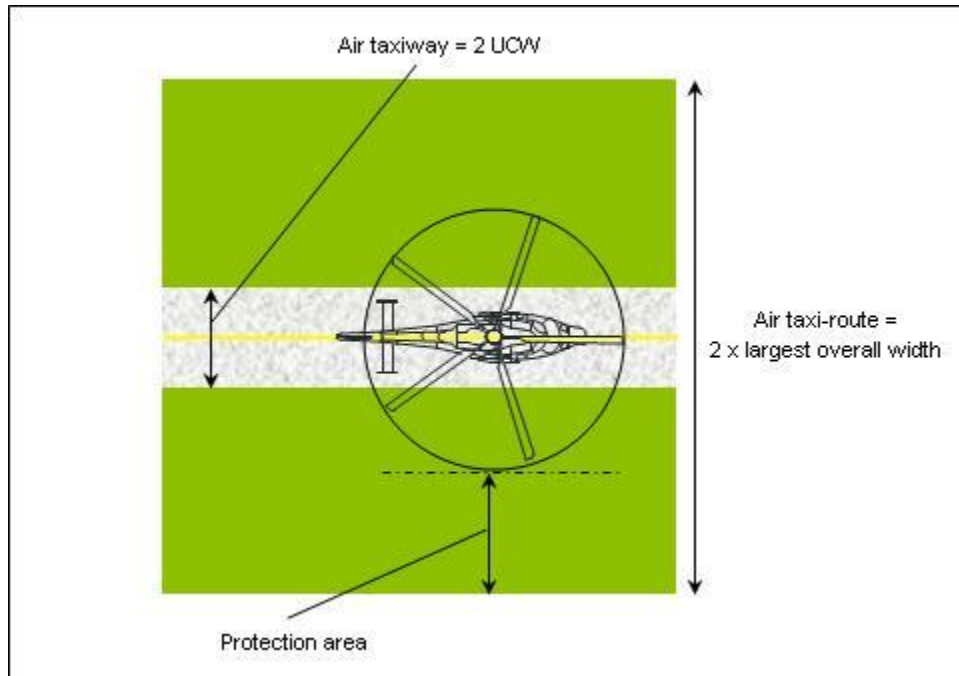 Air taxiway = 2 UCW
Air taxi-route =
2 x largest overall width
Protection area